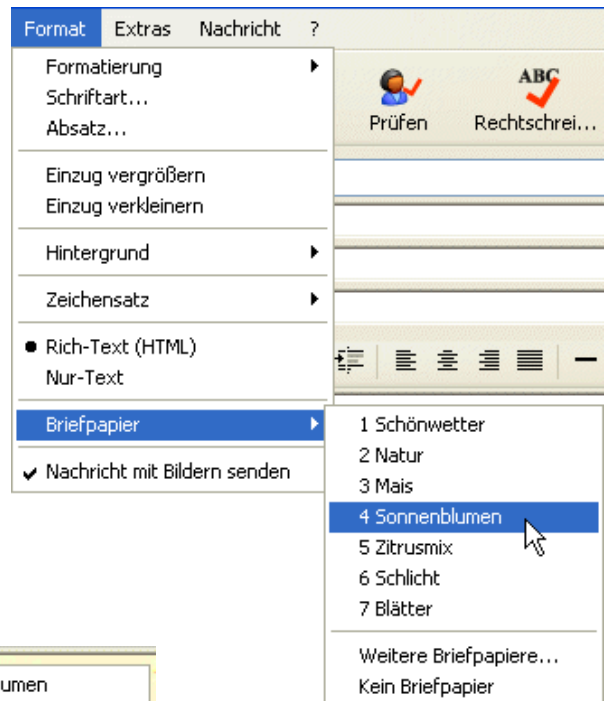 Format Extras Nachricht ?
Formatierung
Schriftart...
Absatz...
ABC
Prüfen Rechtschrei...
Einzug vergrößern
Einzug verkleinern
Hintergrund
Zeichensatz
Rich-Text (HTML)
Nur-Text
Briefpapier
Nachricht mit Bildern senden
1 Schönwetter
2 Natur
3 Mais
4 Sonnenblumen
5 Zitrusmix
6 Schlicht
7 Blätter
Weitere Briefpapiere...
Kein Briefpapier
umen